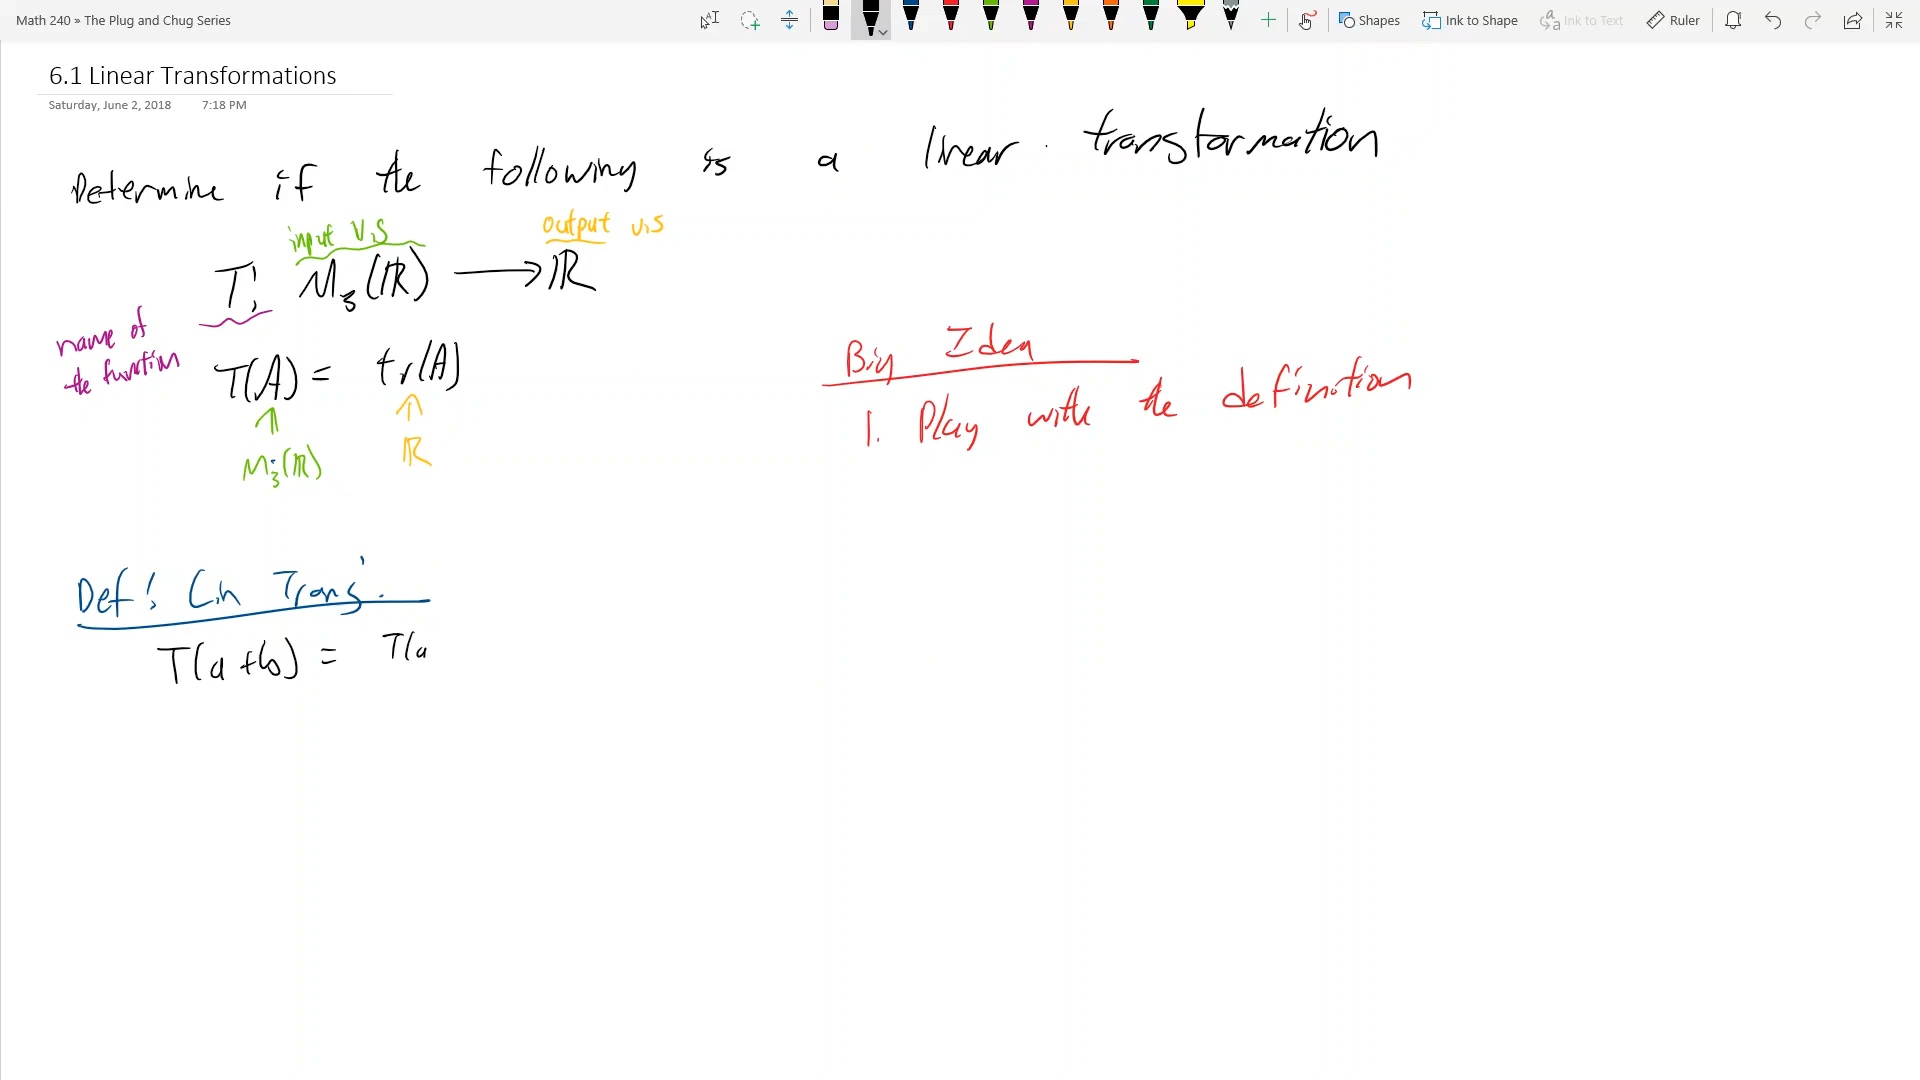 Math 240 » The Plug and Chug Series
Shapes
Ink to Shape
Ink to Text
Ruler
6.1 Linear Transformations
Saturday, June 2, 2018 7:18 PM
Determine if the following is a linear transformation
input V.S output v.s
T: M₃(ℝ) ⟶ ℝ
name of
the function
T(A) = tr(A)
↑ ↑
M₃(ℝ) ℝ
Big Idea
1. Play with the definition
Def: Lin Trans.
T(a+b) = T(a